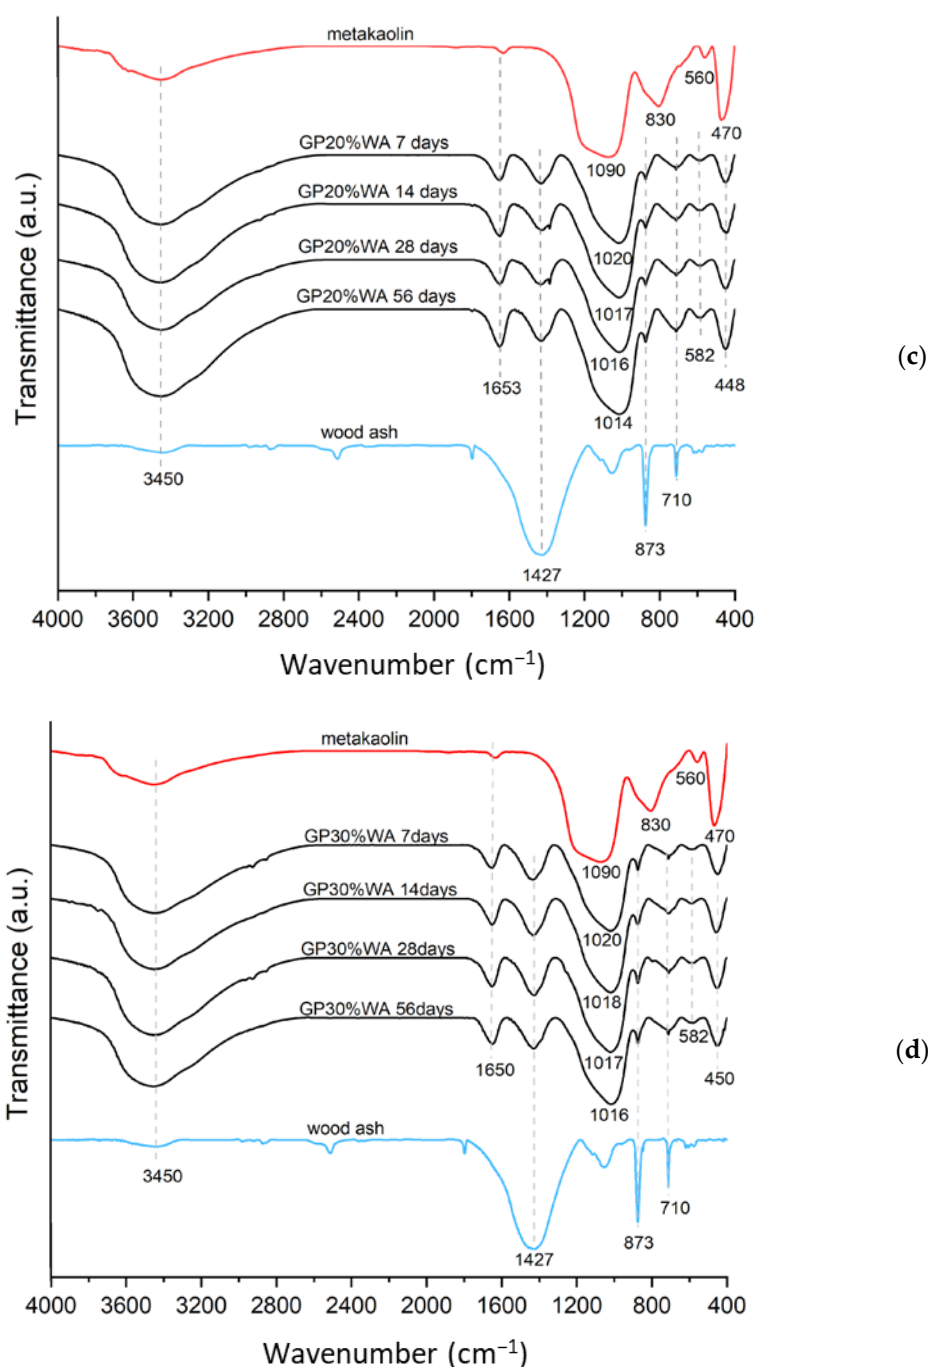 metakaolin
560
830
470
GP20%WA 7 days
1090
GP20%WA 14 days
1020
GP20%WA 28 days
1017
GP20%WA 56 days
1016
582
1653
448
1014
wood ash
3450
710
873
1427
4000 3600 3200 2800 2400 2000 1600 1200 800 400
Wavenumber (cm⁻¹)
Transmittance (a.u.)
(c)
metakaolin
560
830
470
GP30%WA 7days
1090
GP30%WA 14days
1020
GP30%WA 28days
1018
GP30%WA 56days
582
1017
1650
450
1016
wood ash
3450
710
873
1427
4000 3600 3200 2800 2400 2000 1600 1200 800 400
Wavenumber (cm⁻¹)
Transmittance (a.u.)
(d)